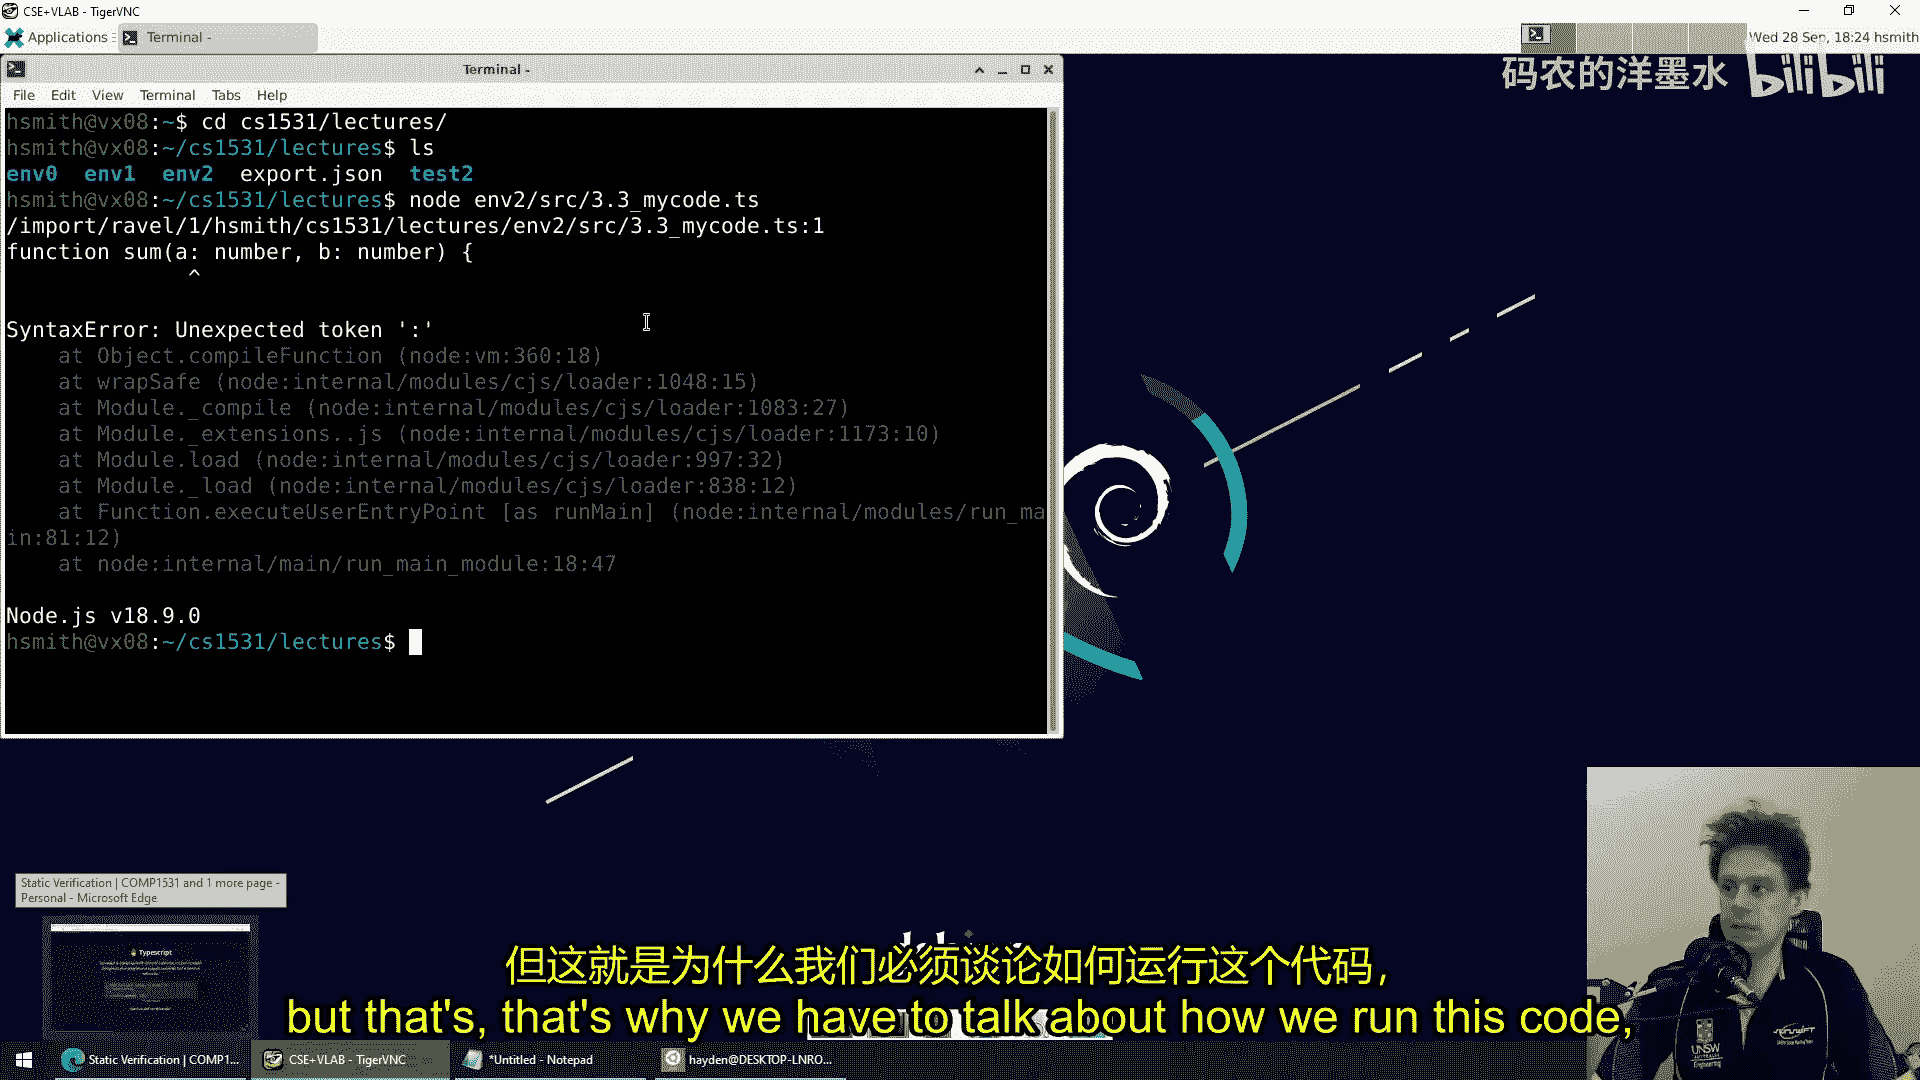 CSE+VLAB - TigerVNC
Applications
Terminal -
Wed 28 Sep, 18:24 hsmith
码农的洋墨水 bilibili
Terminal -
File Edit View Terminal Tabs Help
hsmith@vx08:~$ cd cs1531/lectures/
hsmith@vx08:~/cs1531/lectures$ ls
env0 env1 env2 export.json test2
hsmith@vx08:~/cs1531/lectures$ node env2/src/3.3_mycode.ts
/import/ravel/1/hsmith/cs1531/lectures/env2/src/3.3_mycode.ts:1
function sum(a: number, b: number) {
^
SyntaxError: Unexpected token ':'
at Object.compileFunction (node:vm:360:18)
at wrapSafe (node:internal/modules/cjs/loader:1048:15)
at Module._compile (node:internal/modules/cjs/loader:1083:27)
at Module._extensions..js (node:internal/modules/cjs/loader:1173:10)
at Module.load (node:internal/modules/cjs/loader:997:32)
at Module._load (node:internal/modules/cjs/loader:838:12)
at Function.executeUserEntryPoint [as runMain] (node:internal/modules/run_ma
in:81:12)
at node:internal/main/run_main_module:18:47
Node.js v18.9.0
hsmith@vx08:~/cs1531/lectures$
Static Verification | COMP1531 and 1 more page -
Personal - Microsoft Edge
Typescript
但这就是为什么我们必须谈论如何运行这个代码，
but that's, that's why we have to talk about how we run this code,
UNSW
Static Verification | COMP1...
CSE+VLAB - TigerVNC
*Untitled - Notepad
hayden@DESKTOP-LNRO...